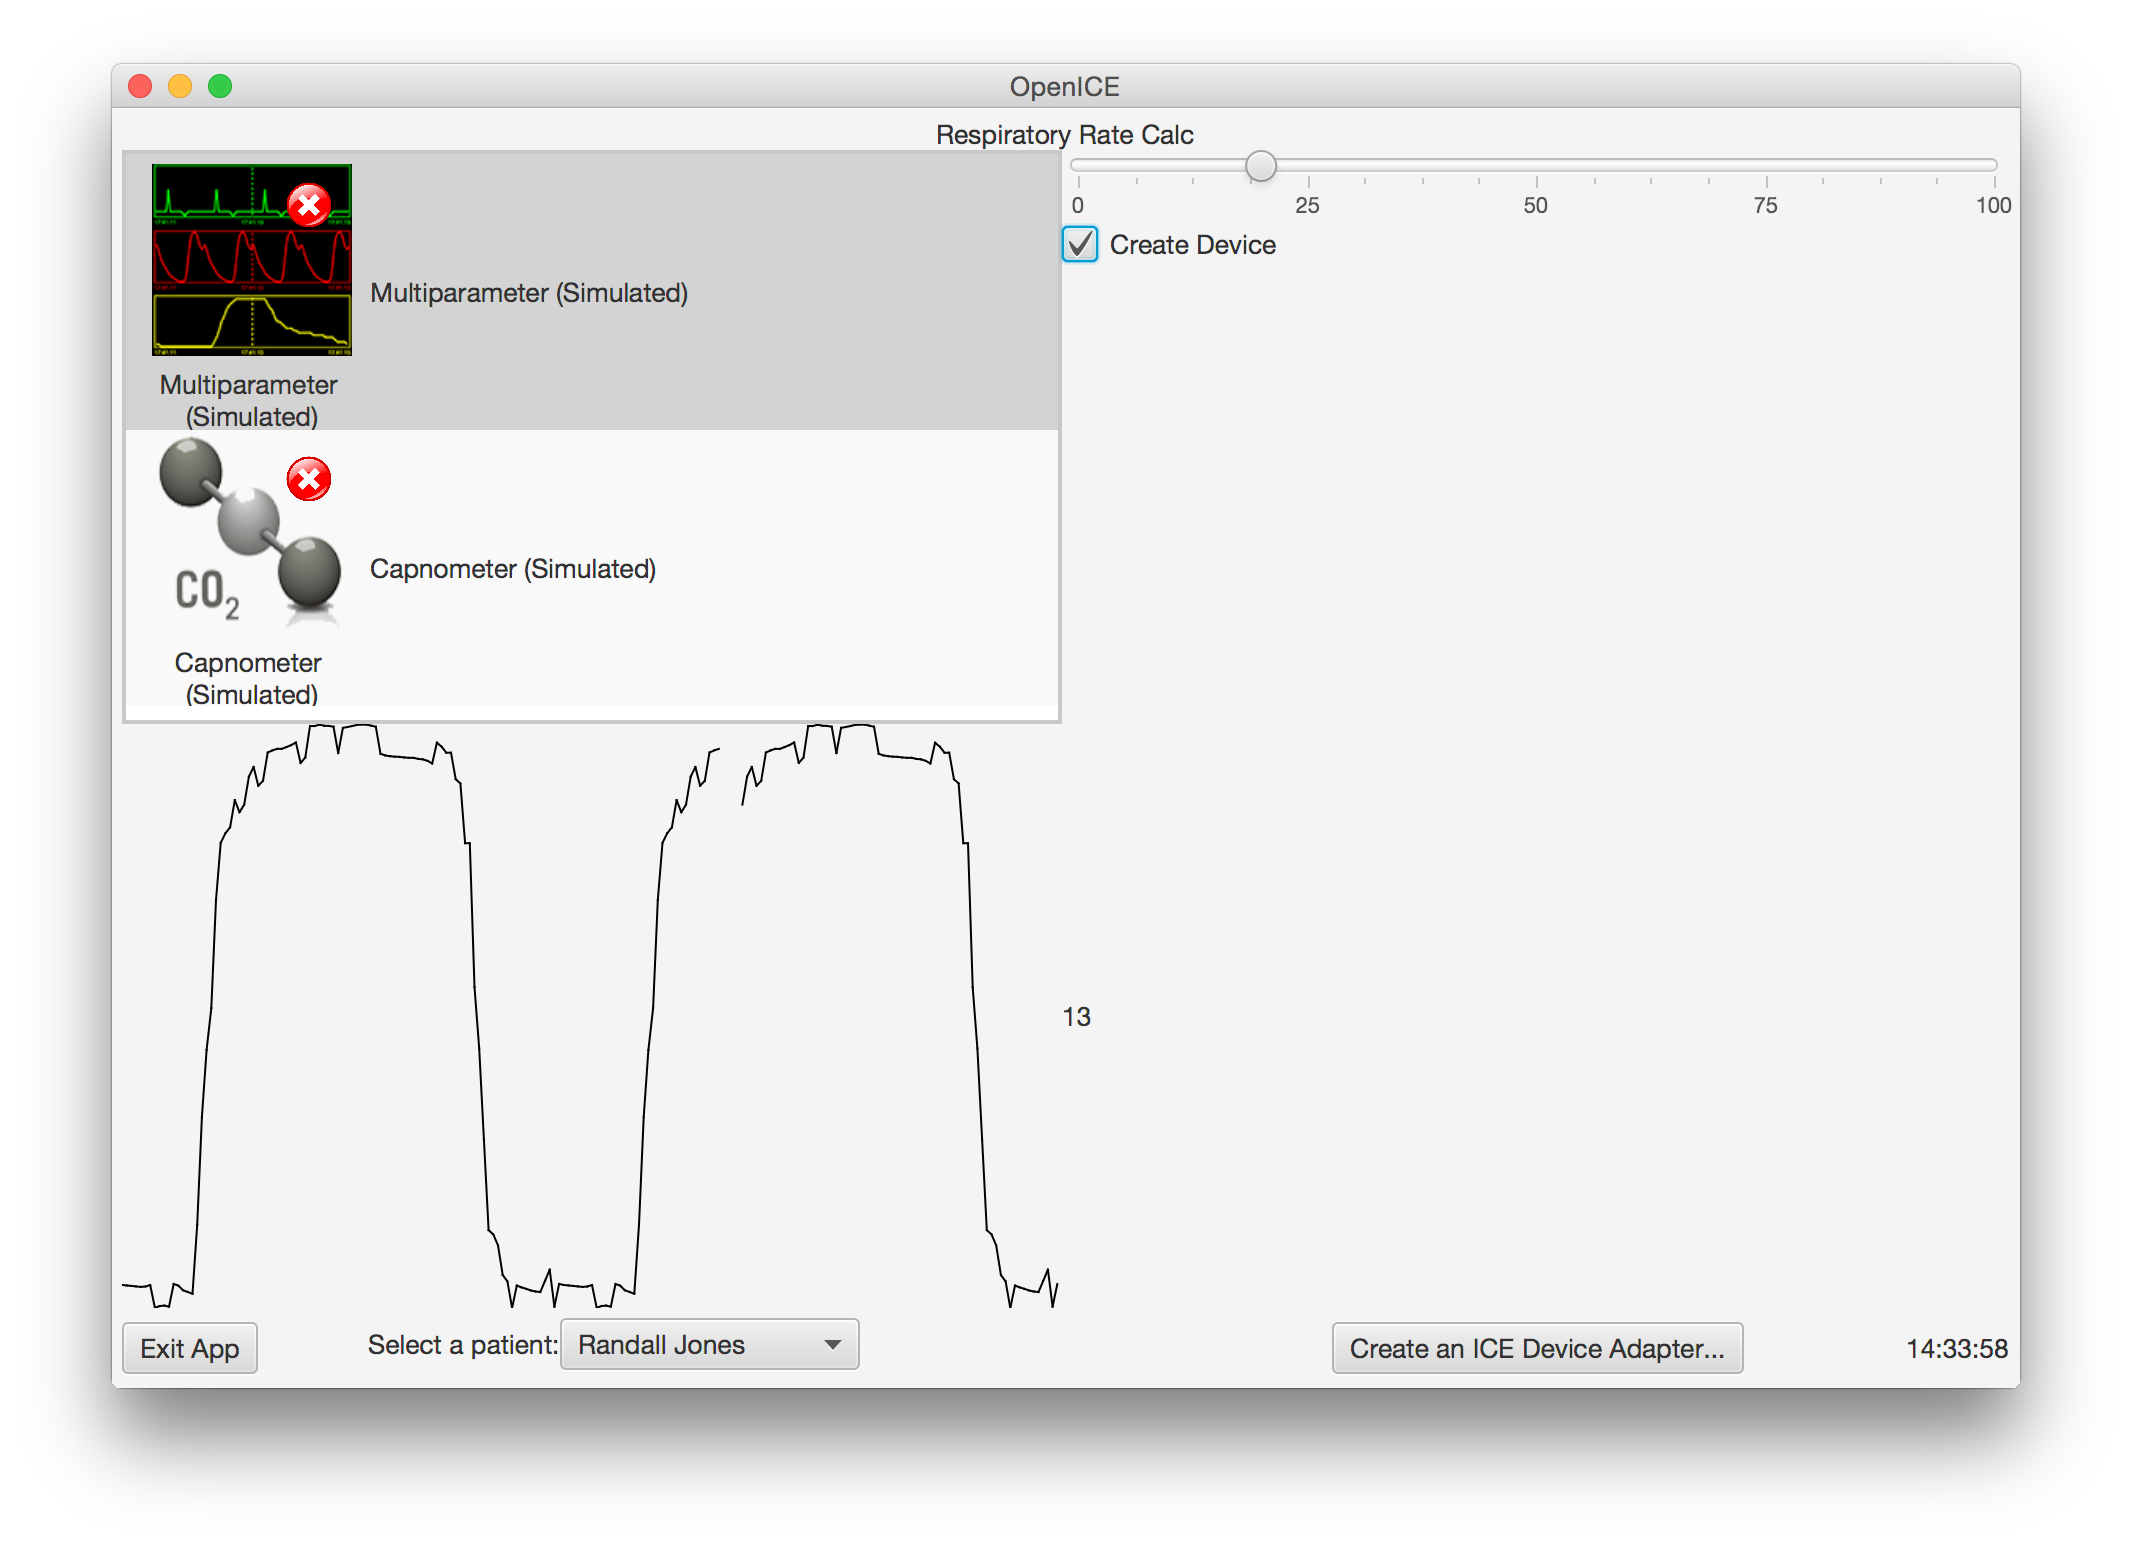 OpenICE
Respiratory Rate Calc
0 25 50 75 100
Create Device
Multiparameter (Simulated)
Multiparameter
(Simulated)
CO2
Capnometer (Simulated)
Capnometer
(Simulated)
13
Exit App
Select a patient: Randall Jones
Create an ICE Device Adapter...
14:33:58